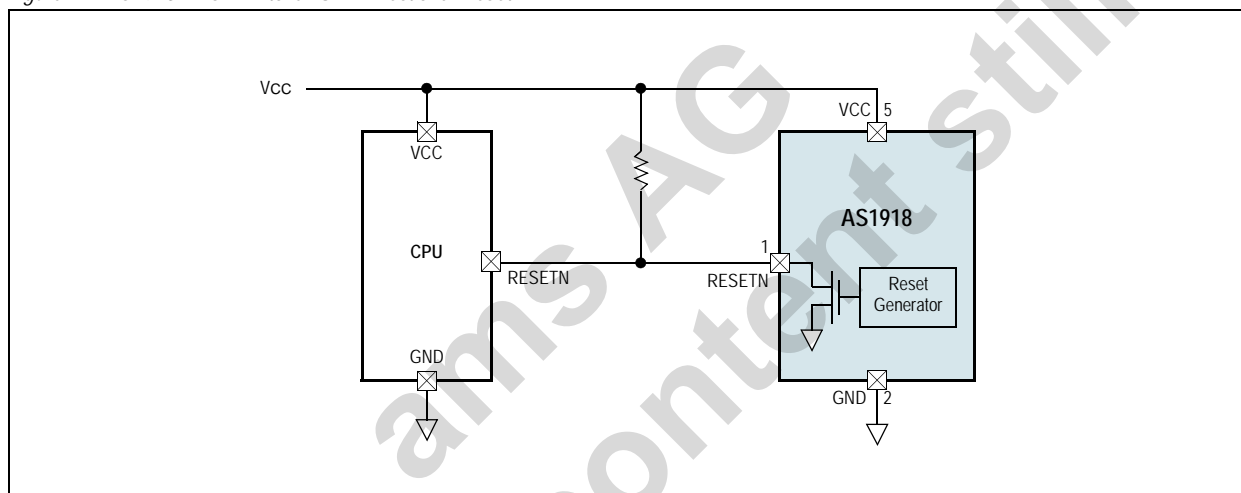 Vcc
VCC 5
VCC
AS1918
CPU
1
RESETN
RESETN
Reset
Generator
GND
GND 2
ams AG
content still